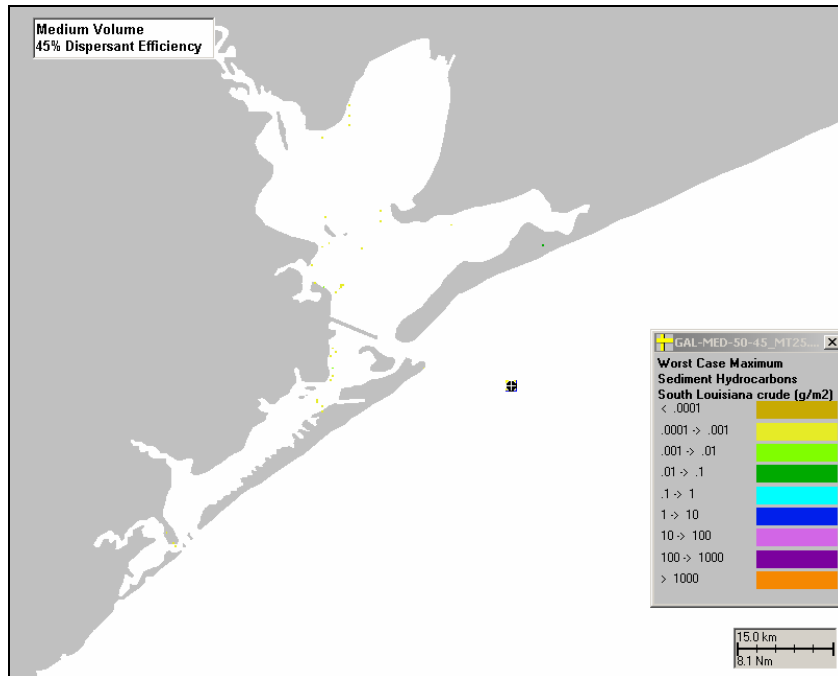 Medium Volume
45% Dispersant Efficiency
GAL-MED-50-45_MT25....
Worst Case Maximum
Sediment Hydrocarbons
South Louisiana crude (g/m2)
< .0001
.0001 -> .001
.001 -> .01
.01 -> .1
.1 -> 1
1 -> 10
10 -> 100
100 -> 1000
> 1000
15.0 km
8.1 Nm